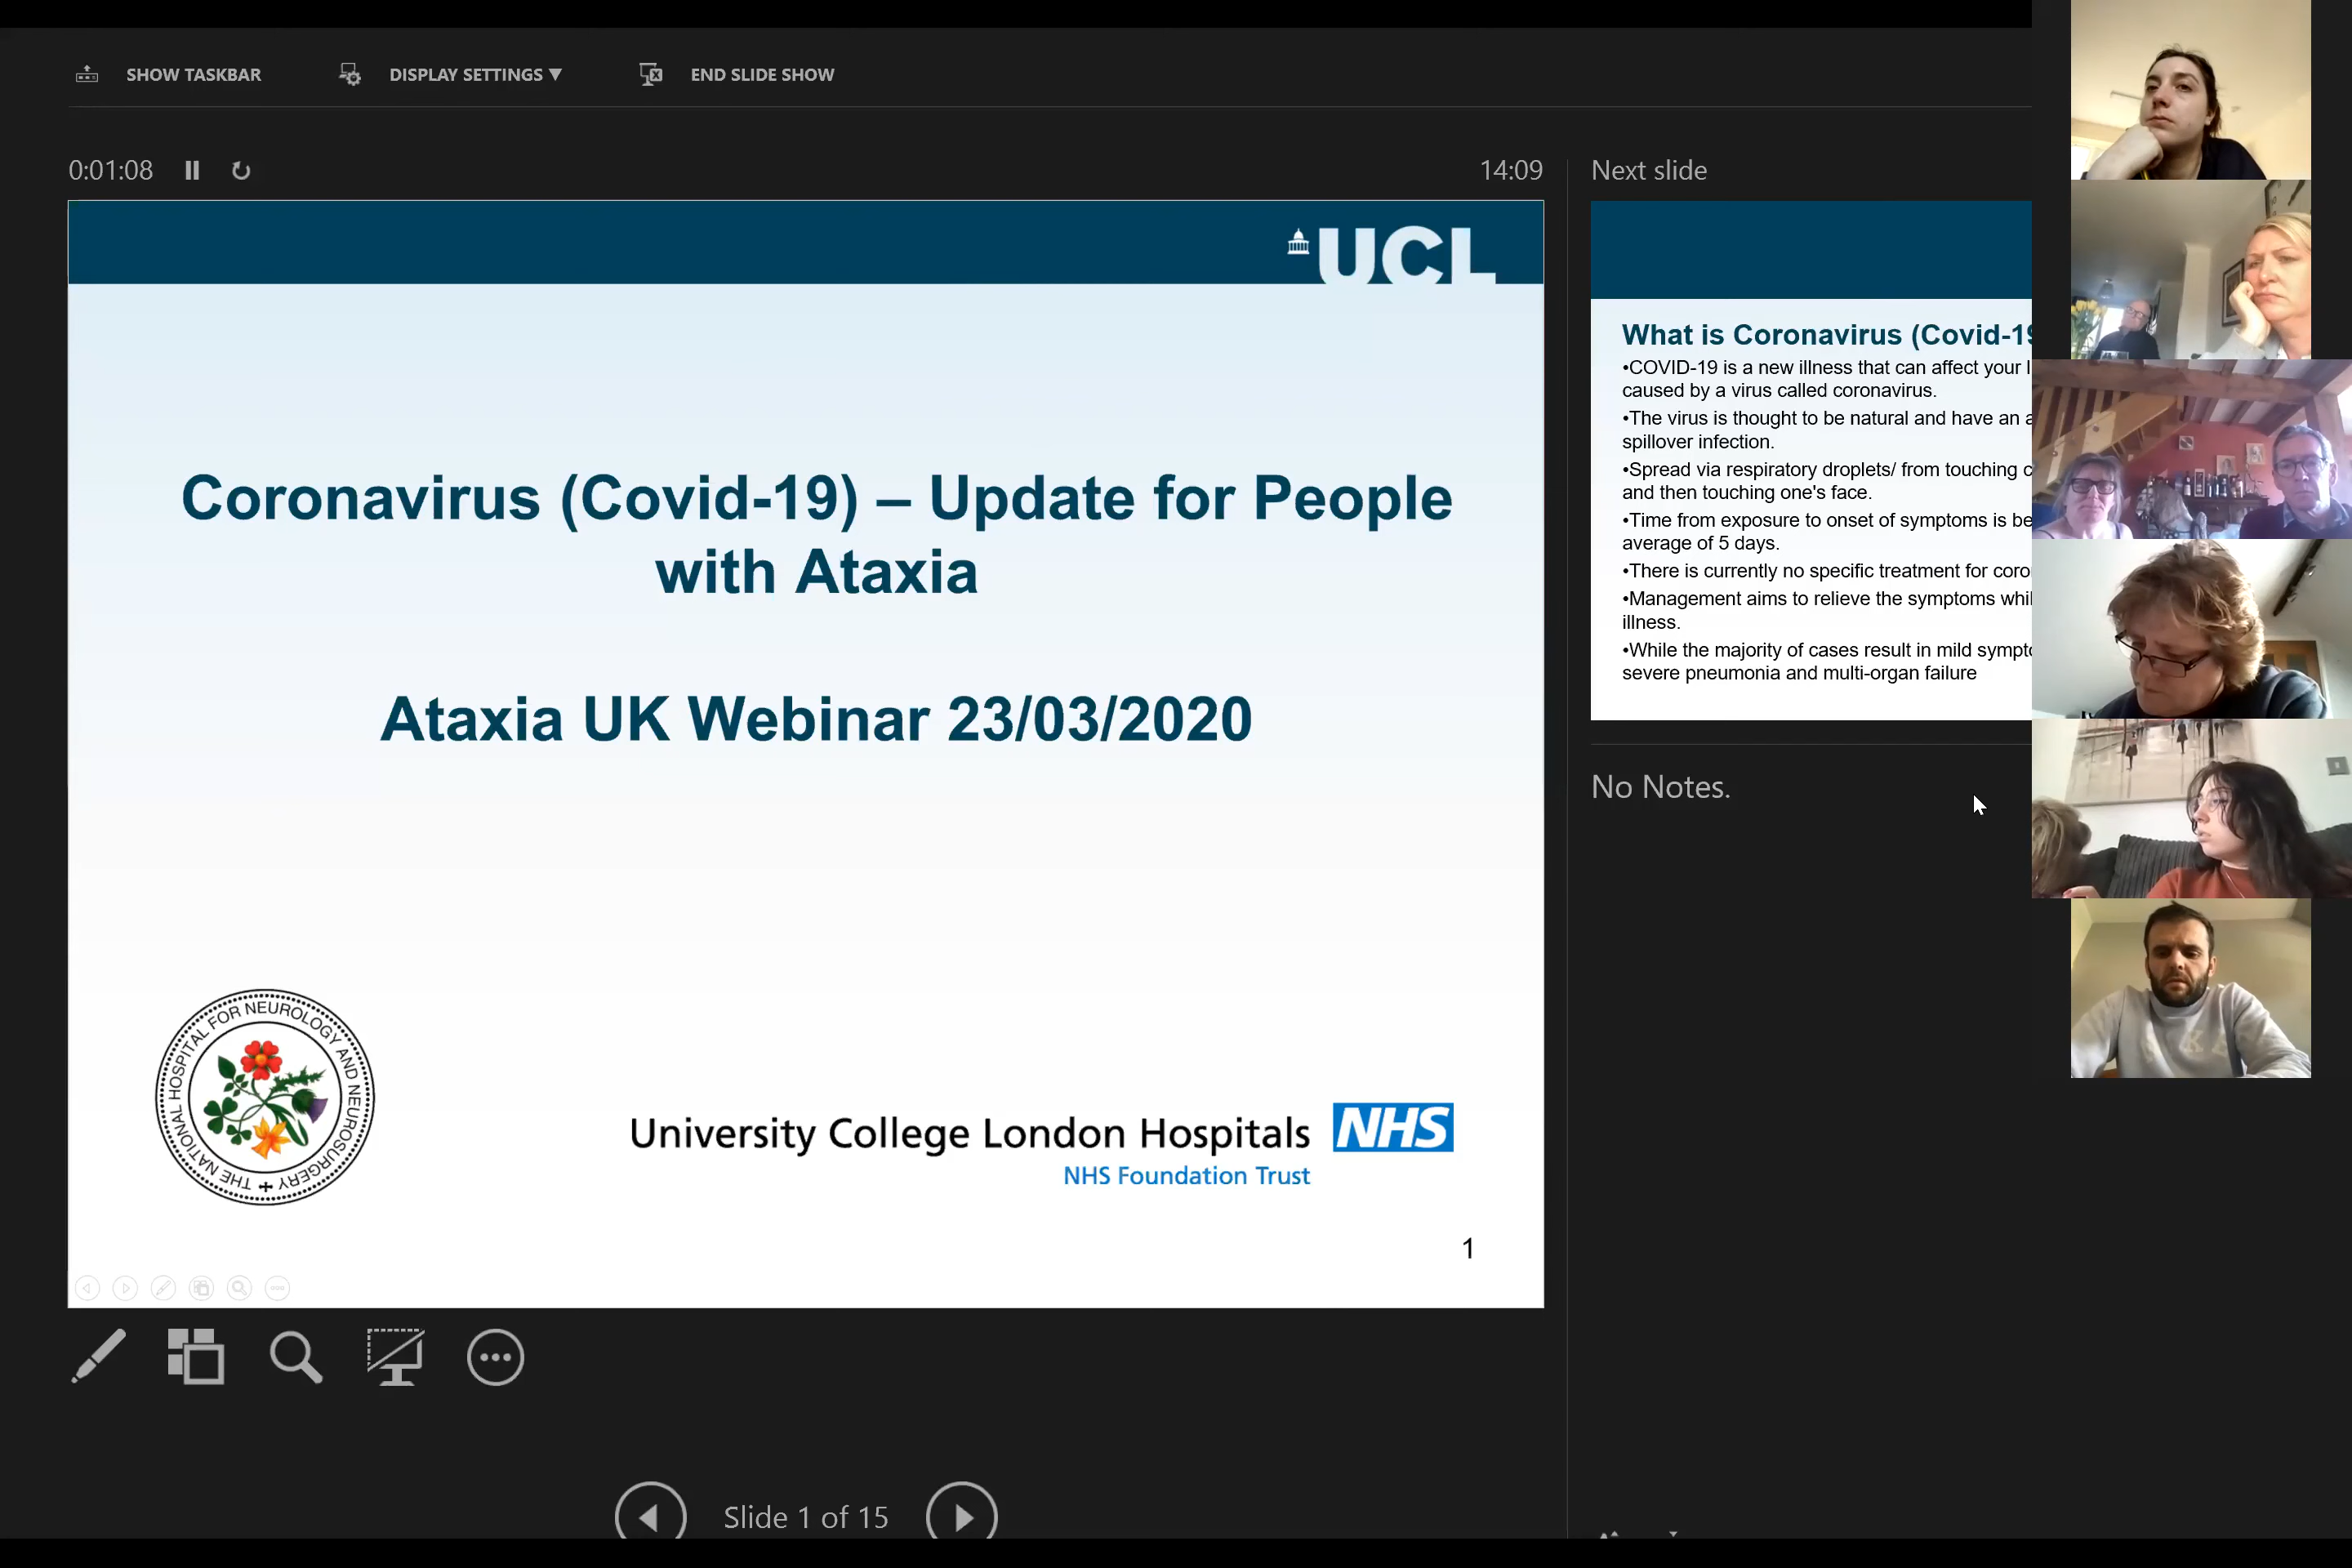 SHOW TASKBAR
DISPLAY SETTINGS ▼
END SLIDE SHOW
0:01:08
14:09
UCL
Coronavirus (Covid-19) – Update for People
with Ataxia
Ataxia UK Webinar 23/03/2020
THE NATIONAL HOSPITAL FOR NEUROLOGY AND NEUROSURGERY
University College London Hospitals
NHS
NHS Foundation Trust
1
Slide 1 of 15
Next slide
What is Coronavirus (Covid-19
•COVID-19 is a new illness that can affect your
caused by a virus called coronavirus.
•The virus is thought to be natural and have an
spillover infection.
•Spread via respiratory droplets/ from touching
and then touching one's face.
•Time from exposure to onset of symptoms is
average of 5 days.
•There is currently no specific treatment for
•Management aims to relieve the symptoms
illness.
•While the majority of cases result in mild
severe pneumonia and multi-organ failure
No Notes.